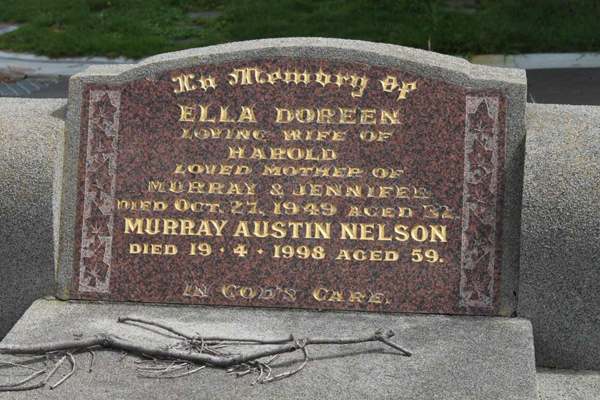 In Memory of
ELLA DOREEN
LOVING WIFE OF
HAROLD
LOVED MOTHER OF
MURRAY & JENNIFER
DIED OCT. 27. 1949 AGED 32.
MURRAY AUSTIN NELSON
DIED 19 · 4 · 1998 AGED 59.
IN GOD'S CARE.